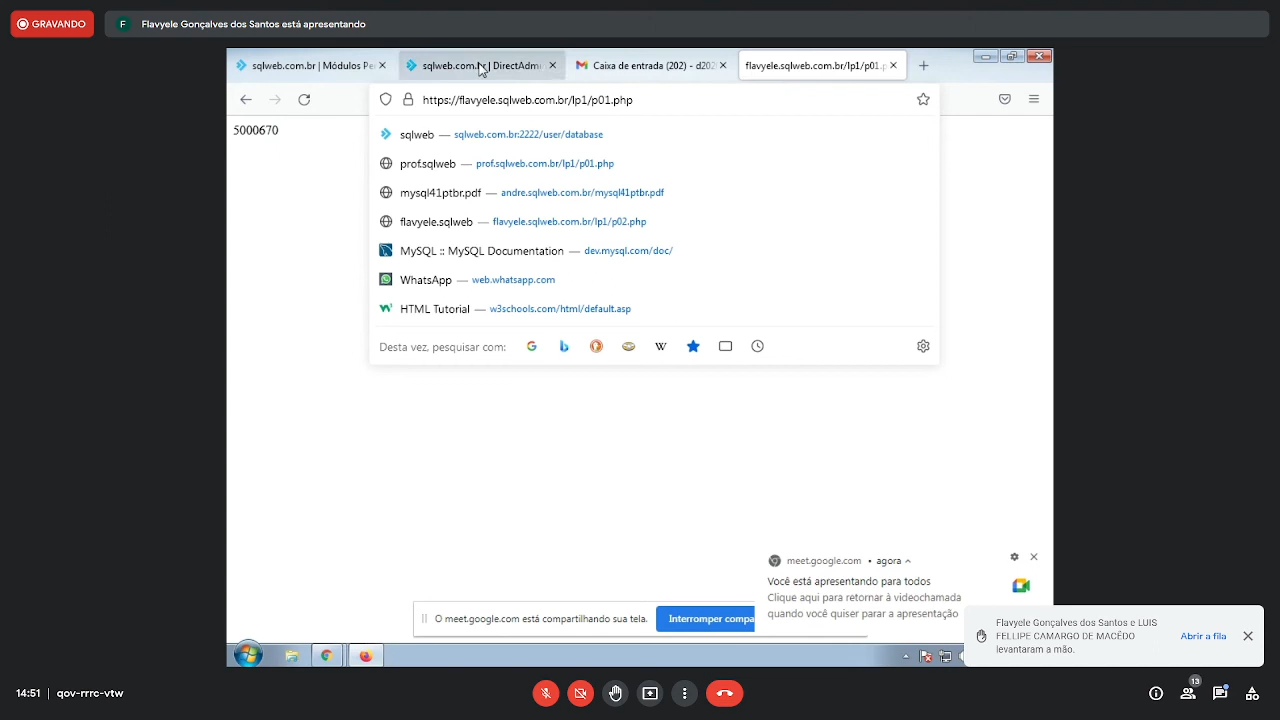 GRAVANDO
F Flavyele Gonçalves dos Santos está apresentando
sqlweb.com.br | Módulos Pe
sqlweb.com. | DirectAdm
Caixa de entrada (202) - d202
flavyele.sqlweb.com.br/lp1/p01.p
https://flavyele.sqlweb.com.br/lp1/p01.php
5000670
sqlweb — sqlweb.com.br:2222/user/database
prof.sqlweb — prof.sqlweb.com.br/lp1/p01.php
mysql41ptbr.pdf — andre.sqlweb.com.br/mysql41ptbr.pdf
flavyele.sqlweb — flavyele.sqlweb.com.br/lp1/p02.php
MySQL :: MySQL Documentation — dev.mysql.com/doc/
WhatsApp — web.whatsapp.com
HTML Tutorial — w3schools.com/html/default.asp
Desta vez, pesquisar com:
meet.google.com • agora
Você está apresentando para todos
Clique aqui para retornar à videochamada
quando você quiser parar a apresentação
O meet.google.com está compartilhando sua tela.
Interromper compa
Flavyele Gonçalves dos Santos e LUIS
FELLIPE CAMARGO DE MACÊDO
levantaram a mão.
Abrir a fila
14:51 | qov-rrrc-vtw
13